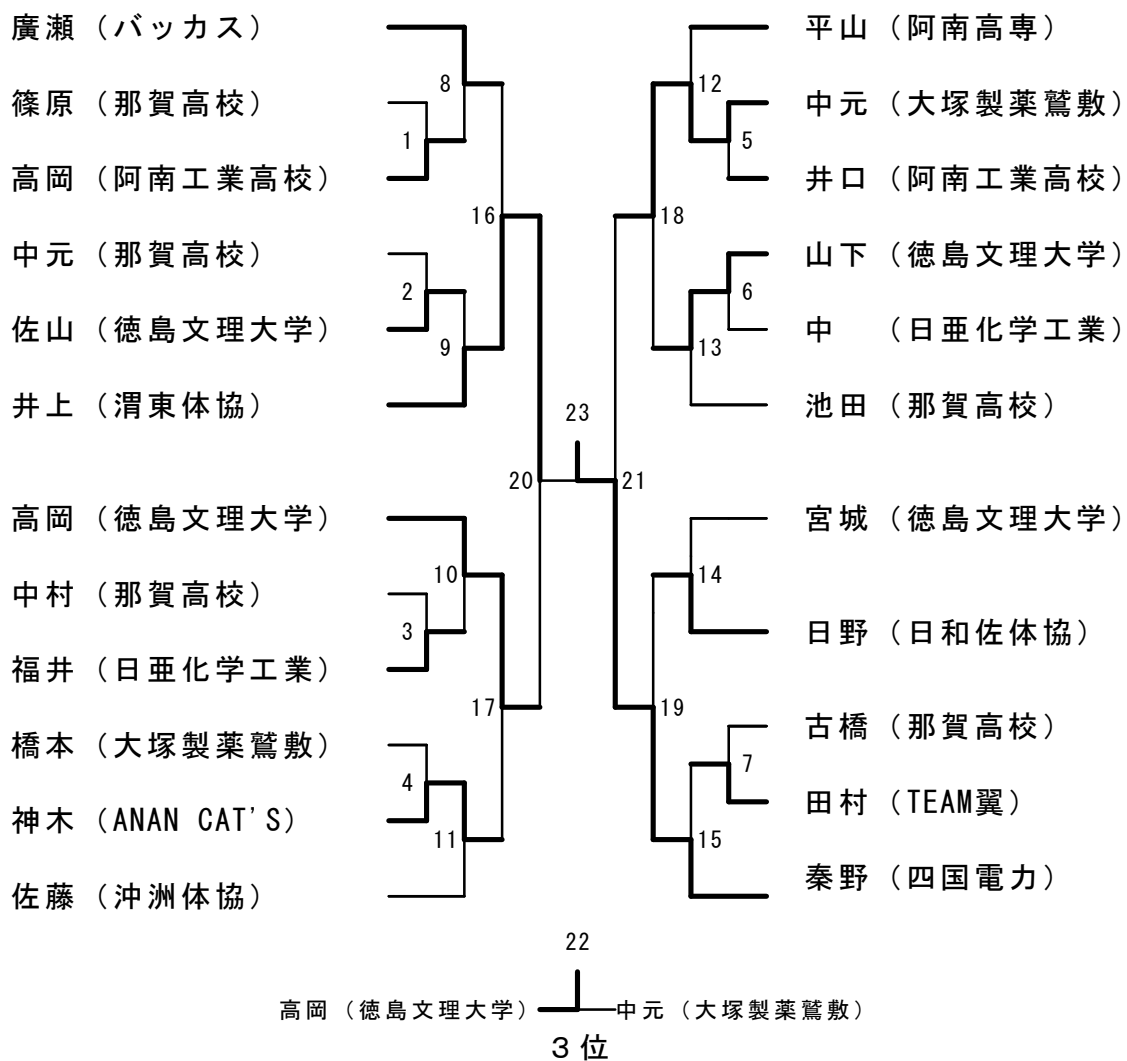 廣瀬（バッカス）
篠原（那賀高校）
高岡（阿南工業高校）
中元（那賀高校）
佐山（徳島文理大学）
井上（渭東体協）
高岡（徳島文理大学）
中村（那賀高校）
福井（日亜化学工業）
橋本（大塚製薬鷲敷）
神木（ANAN CAT'S）
佐藤（沖洲体協）
8
1
16
2
9
20
10
3
17
4
11
23
平山（阿南高専）
中元（大塚製薬鷲敷）
井口（阿南工業高校）
山下（徳島文理大学）
中　（日亜化学工業）
池田（那賀高校）
宮城（徳島文理大学）
日野（日和佐体協）
古橋（那賀高校）
田村（TEAM翼）
秦野（四国電力）
12
5
18
6
13
21
14
19
7
15
22
高岡（徳島文理大学）
中元（大塚製薬鷲敷）
３位